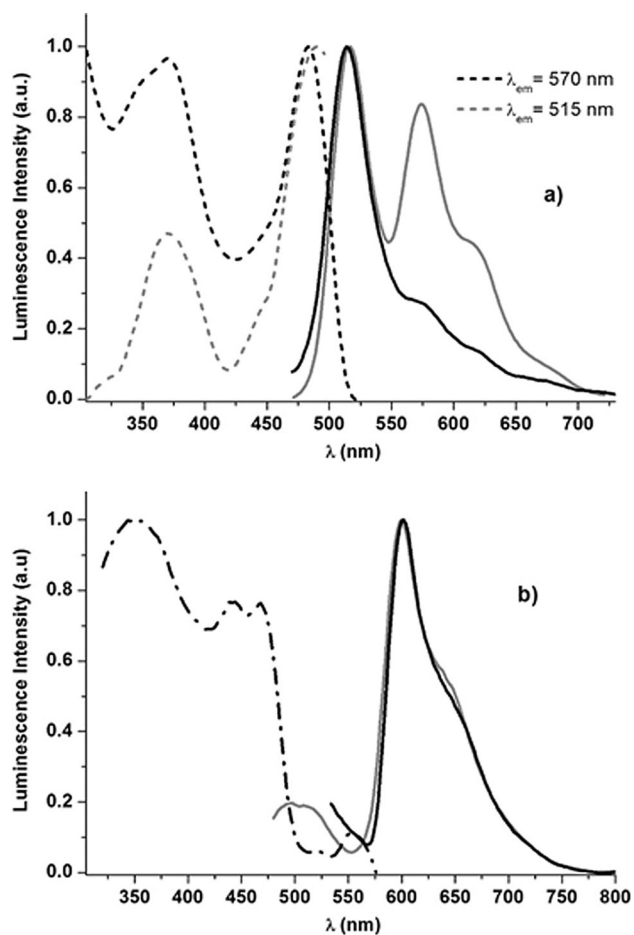 1.0
0.8
0.6
0.4
0.2
0.0
Luminescence Intensity (a.u.)
λem= 570 nm
λem= 515 nm
a)
350 400 450 500 550 600 650 700
λ (nm)
1.0
0.8
0.6
0.4
0.2
0.0
Luminescence Intensity (a.u)
b)
350 400 450 500 550 600 650 700 750 800
λ (nm)